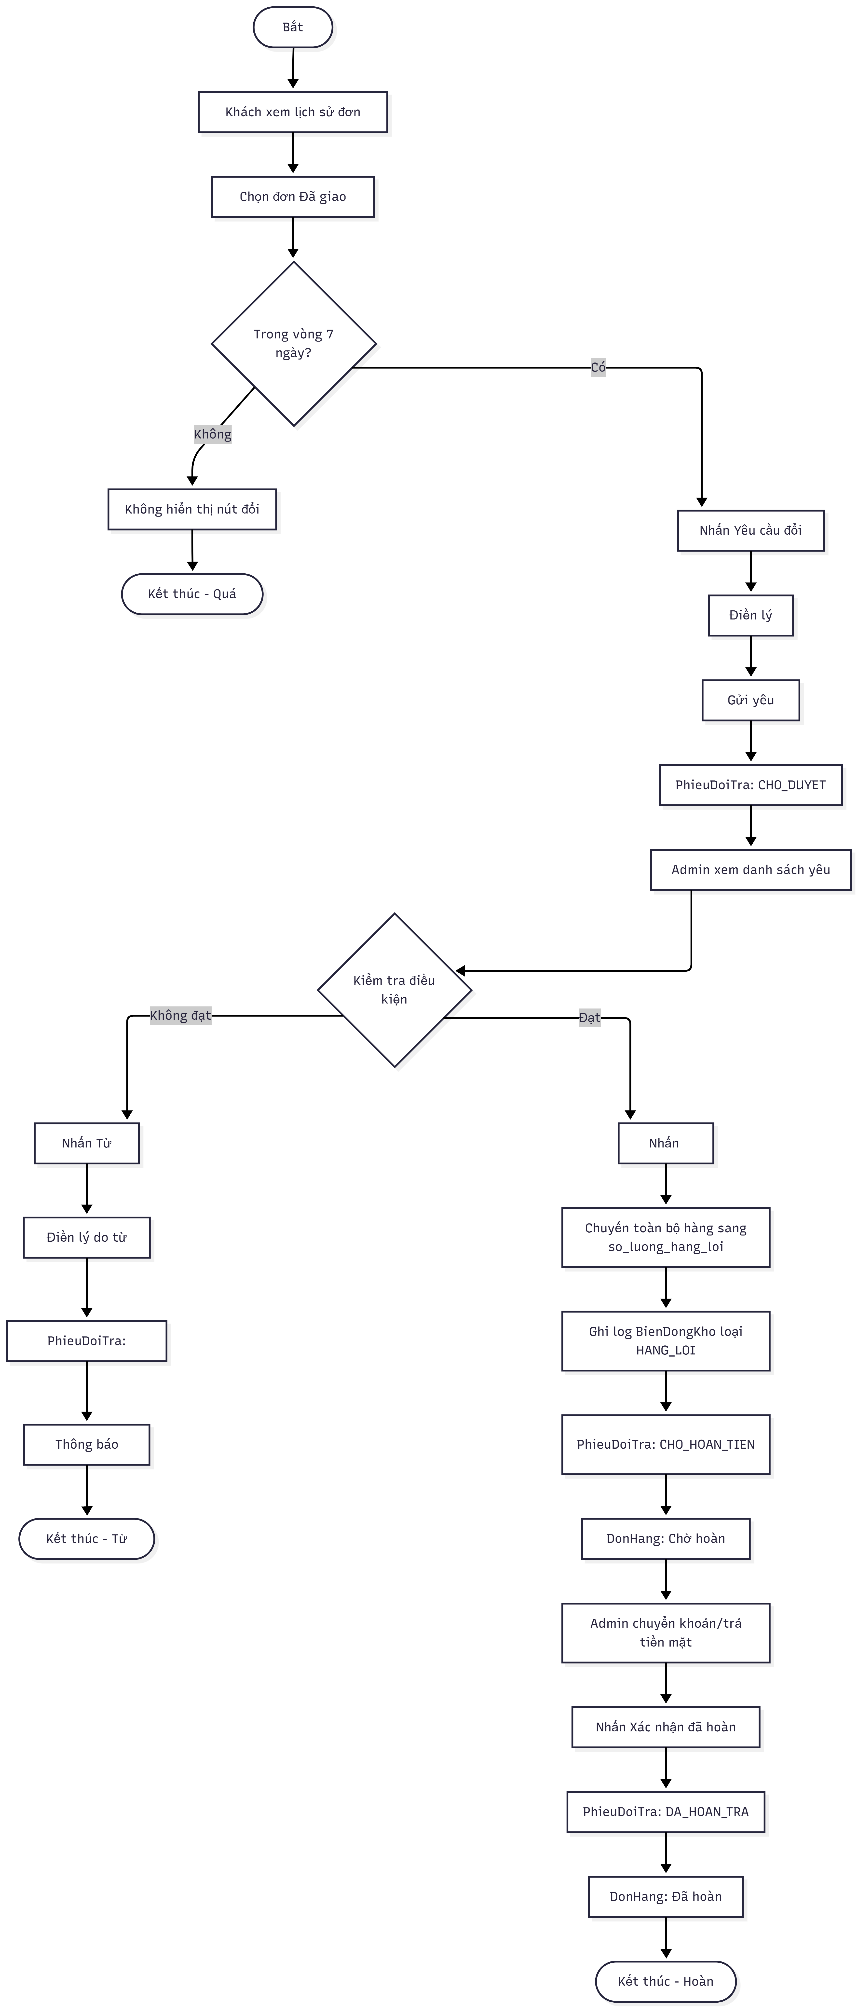 Bắt
Khách xem lịch sử đơn
Chọn đơn Đã giao
Trong vòng 7
ngày?
Có
Không
Không hiển thị nút đổi
Nhấn Yêu cầu đổi
Kết thúc - Quá
Điền lý
Gửi yêu
PhieuDoiTra: CHO_DUYET
Admin xem danh sách yêu
Kiểm tra điều
kiện
Không đạt
Đạt
Nhấn Từ
Nhấn
Điền lý do từ
Chuyển toàn bộ hàng sang
so_luong_hang_loi
PhieuDoiTra:
Ghi log BienDongKho loại
HANG_LOI
Thông báo
PhieuDoiTra: CHO_HOAN_TIEN
Kết thúc - Từ
DonHang: Chờ hoàn
Admin chuyển khoản/trả
tiền mặt
Nhấn Xác nhận đã hoàn
PhieuDoiTra: DA_HOAN_TRA
DonHang: Đã hoàn
Kết thúc - Hoàn